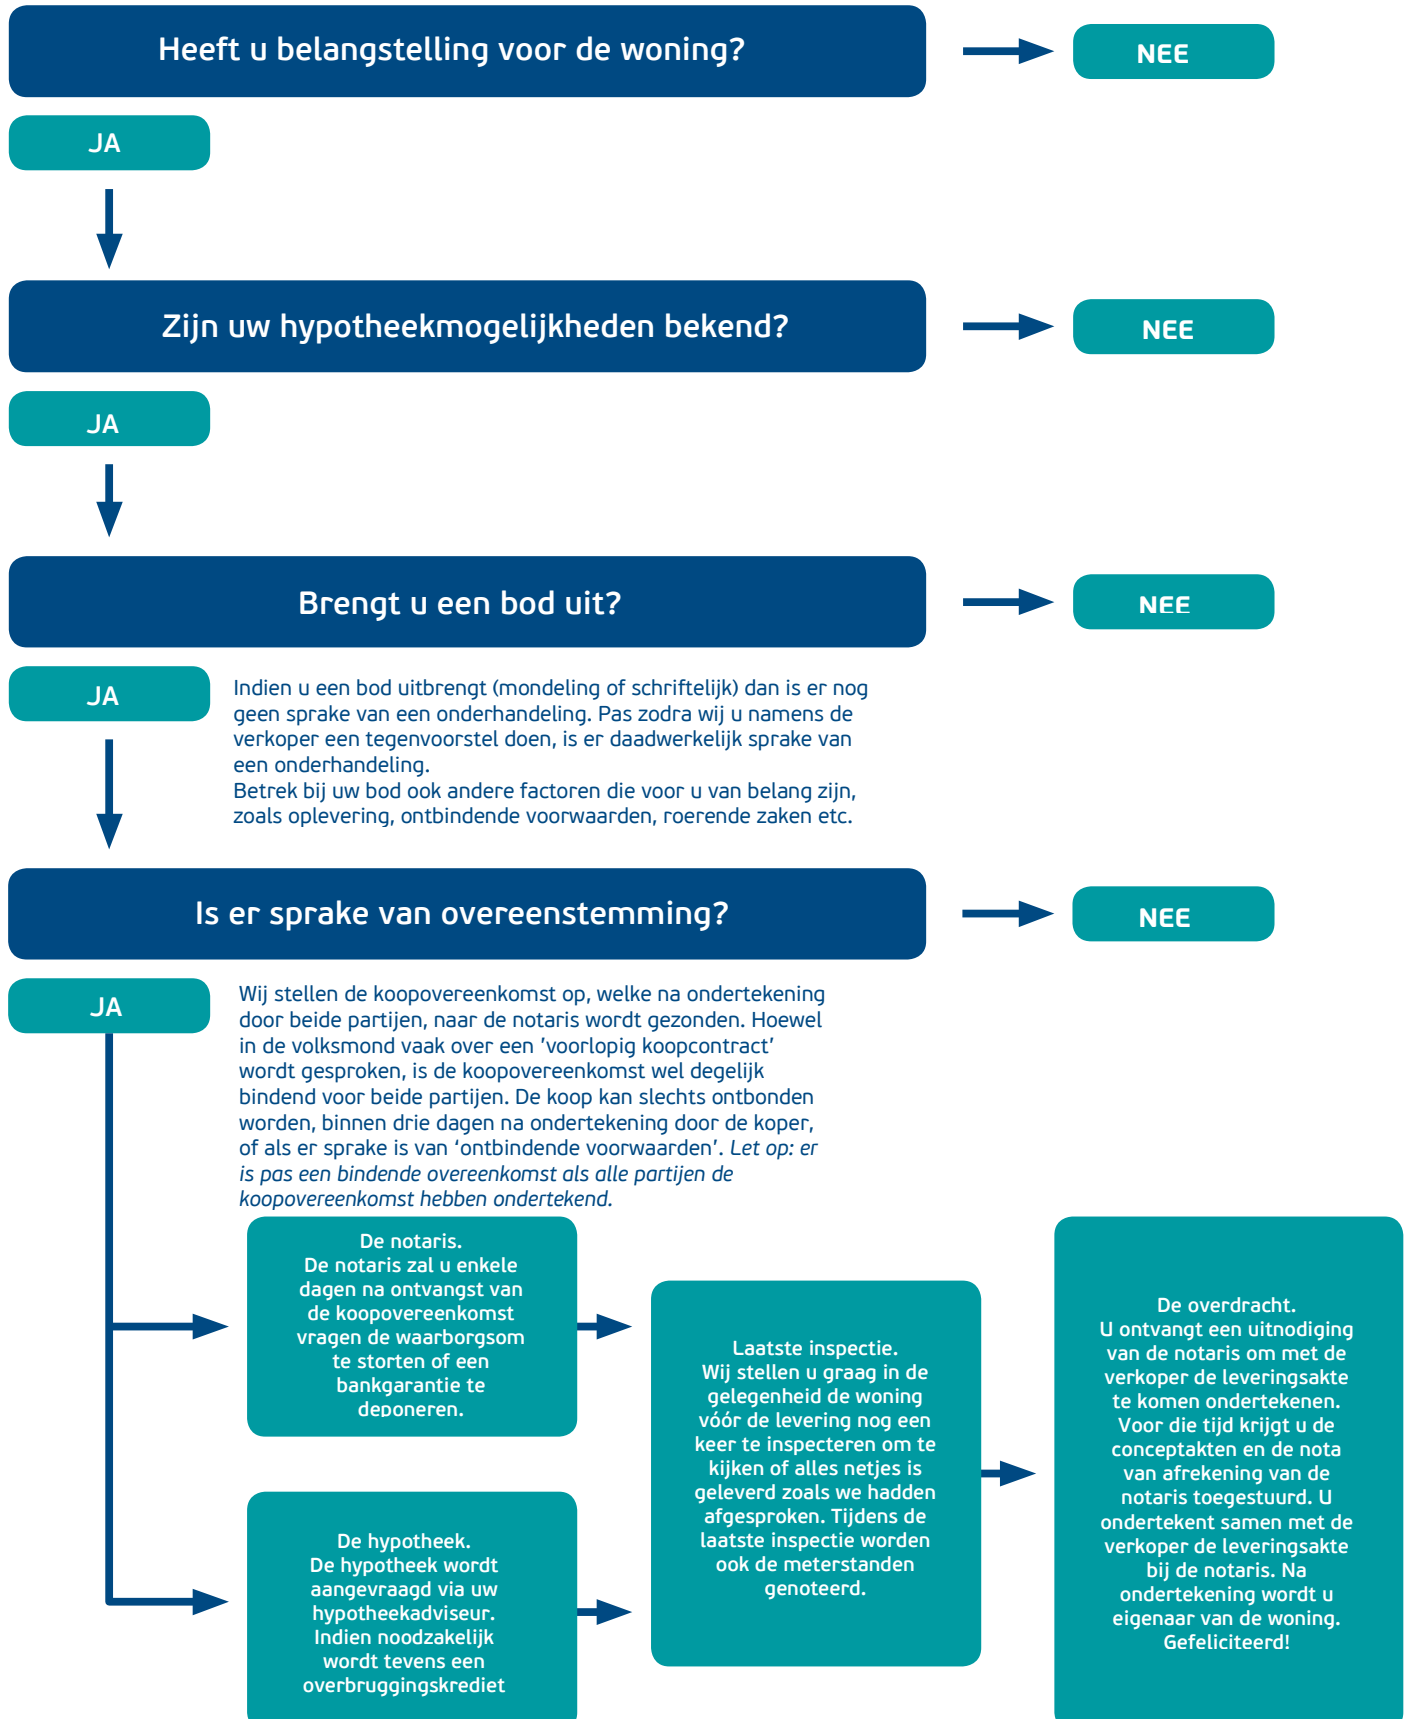 Heeft u belangstelling voor de woning?
NEE
JA
Zijn uw hypotheekmogelijkheden bekend?
NEE
JA
Brengt u een bod uit?
NEE
JA
Indien u een bod uitbrengt (mondeling of schriftelijk) dan is er nog
geen sprake van een onderhandeling. Pas zodra wij u namens de
verkoper een tegenvoorstel doen, is er daadwerkelijk sprake van
een onderhandeling.
Betrek bij uw bod ook andere factoren die voor u van belang zijn,
zoals oplevering, ontbindende voorwaarden, roerende zaken etc.
Is er sprake van overeenstemming?
NEE
JA
Wij stellen de koopovereenkomst op, welke na ondertekening
door beide partijen, naar de notaris wordt gezonden. Hoewel
in de volksmond vaak over een 'voorlopig koopcontract'
wordt gesproken, is de koopovereenkomst wel degelijk
bindend voor beide partijen. De koop kan slechts ontbonden
worden, binnen drie dagen na ondertekening door de koper,
of als er sprake is van ‘ontbindende voorwaarden’. Let op: er
is pas een bindende overeenkomst als alle partijen de
koopovereenkomst hebben ondertekend.
De notaris.
De notaris zal u enkele
dagen na ontvangst van
de koopovereenkomst
vragen de waarborgsom
te storten of een
bankgarantie te
deponeren.
De hypotheek.
De hypotheek wordt
aangevraagd via uw
hypotheekadviseur.
Indien noodzakelijk
wordt tevens een
overbruggingskrediet
Laatste inspectie.
Wij stellen u graag in de
gelegenheid de woning
vóór de levering nog een
keer te inspecteren om te
kijken of alles netjes is
geleverd zoals we hadden
afgesproken. Tijdens de
laatste inspectie worden
ook de meterstanden
genoteerd.
De overdracht.
U ontvangt een uitnodiging
van de notaris om met de
verkoper de leveringsakte
te komen ondertekenen.
Voor die tijd krijgt u de
conceptakten en de nota
van afrekening van de
notaris toegestuurd. U
ondertekent samen met de
verkoper de leveringsakte
bij de notaris. Na
ondertekening wordt u
eigenaar van de woning.
Gefeliciteerd!